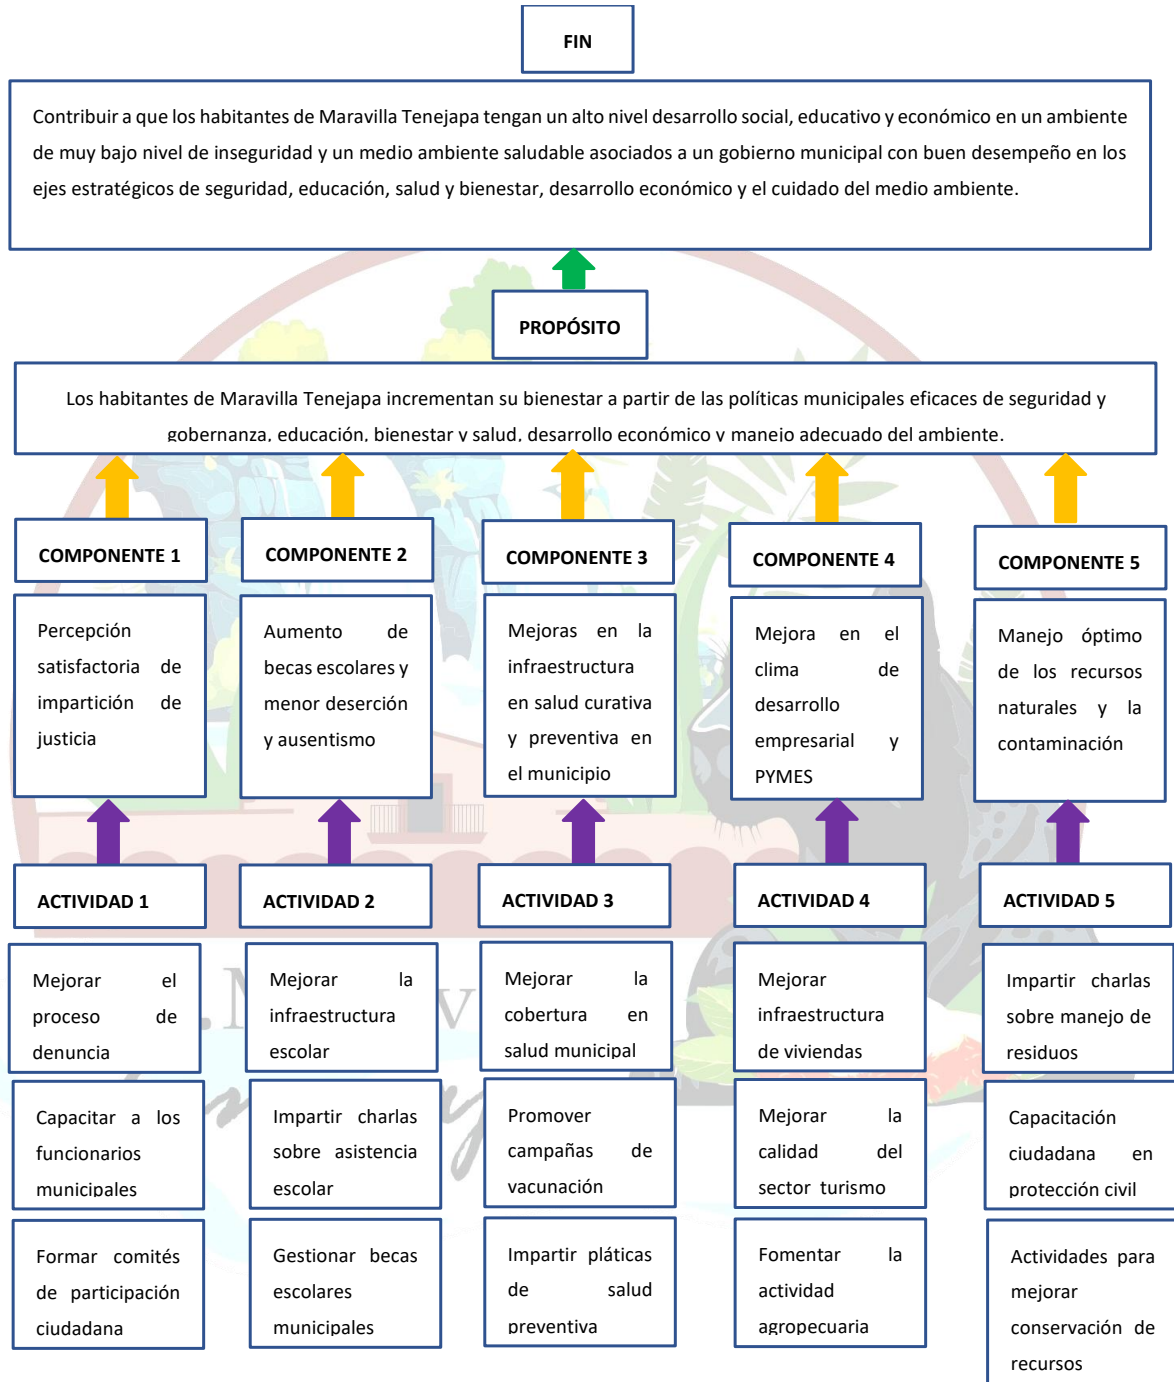 FIN
Contribuir a que los habitantes de Maravilla Tenejapa tengan un alto nivel desarrollo social, educativo y económico en un ambiente
de muy bajo nivel de inseguridad y un medio ambiente saludable asociados a un gobierno municipal con buen desempeño en los
ejes estratégicos de seguridad, educación, salud y bienestar, desarrollo económico y el cuidado del medio ambiente.
PROPÓSITO
Los habitantes de Maravilla Tenejapa incrementan su bienestar a partir de las políticas municipales eficaces de seguridad y
gobernanza, educación, bienestar y salud, desarrollo económico y manejo adecuado del ambiente.
COMPONENTE 1
Percepción
satisfactoria de
impartición de
justicia
COMPONENTE 2
Aumento de
becas escolares y
menor deserción
y ausentismo
COMPONENTE 3
Mejoras en la
infraestructura
en salud curativa
y preventiva en
el municipio
COMPONENTE 4
Mejora en el
clima de
desarrollo
empresarial y
PYMES
COMPONENTE 5
Manejo óptimo
de los recursos
naturales y la
contaminación
ACTIVIDAD 1
Mejorar el
proceso de
denuncia
Capacitar a los
funcionarios
municipales
Formar comités
de participación
ciudadana
ACTIVIDAD 2
Mejorar la
infraestructura
escolar
Impartir charlas
sobre asistencia
escolar
Gestionar becas
escolares
municipales
ACTIVIDAD 3
Mejorar la
cobertura en
salud municipal
Promover
campañas de
vacunación
Impartir pláticas
de salud
preventiva
ACTIVIDAD 4
Mejorar
infraestructura
de viviendas
Mejorar la
calidad del
sector turismo
Fomentar la
actividad
agropecuaria
ACTIVIDAD 5
Impartir charlas
sobre manejo de
residuos
Capacitación
ciudadana en
protección civil
Actividades para
mejorar
conservación de
recursos